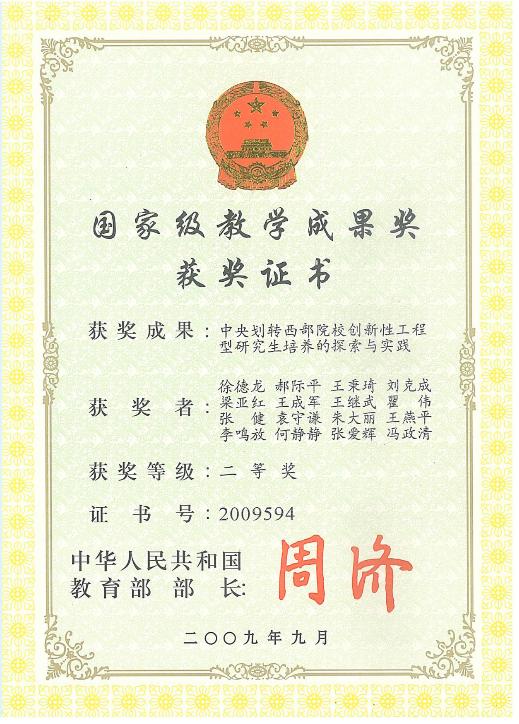 国家级教学成果奖
获奖证书
获奖成果：中央划转西部院校创新性工程
型研究生培养的探索与实践
徐德龙 郝际平 王秉琦 刘克成
获奖者：梁亚红 王成军 王继武 瞿伟
张健 袁守谦 朱大丽 王燕平
李鸣放 何静静 张爱辉 冯政清
获奖等级：二等奖
证书号：2009594
中华人民共和国
教育部部长：周济
二〇〇九年九月